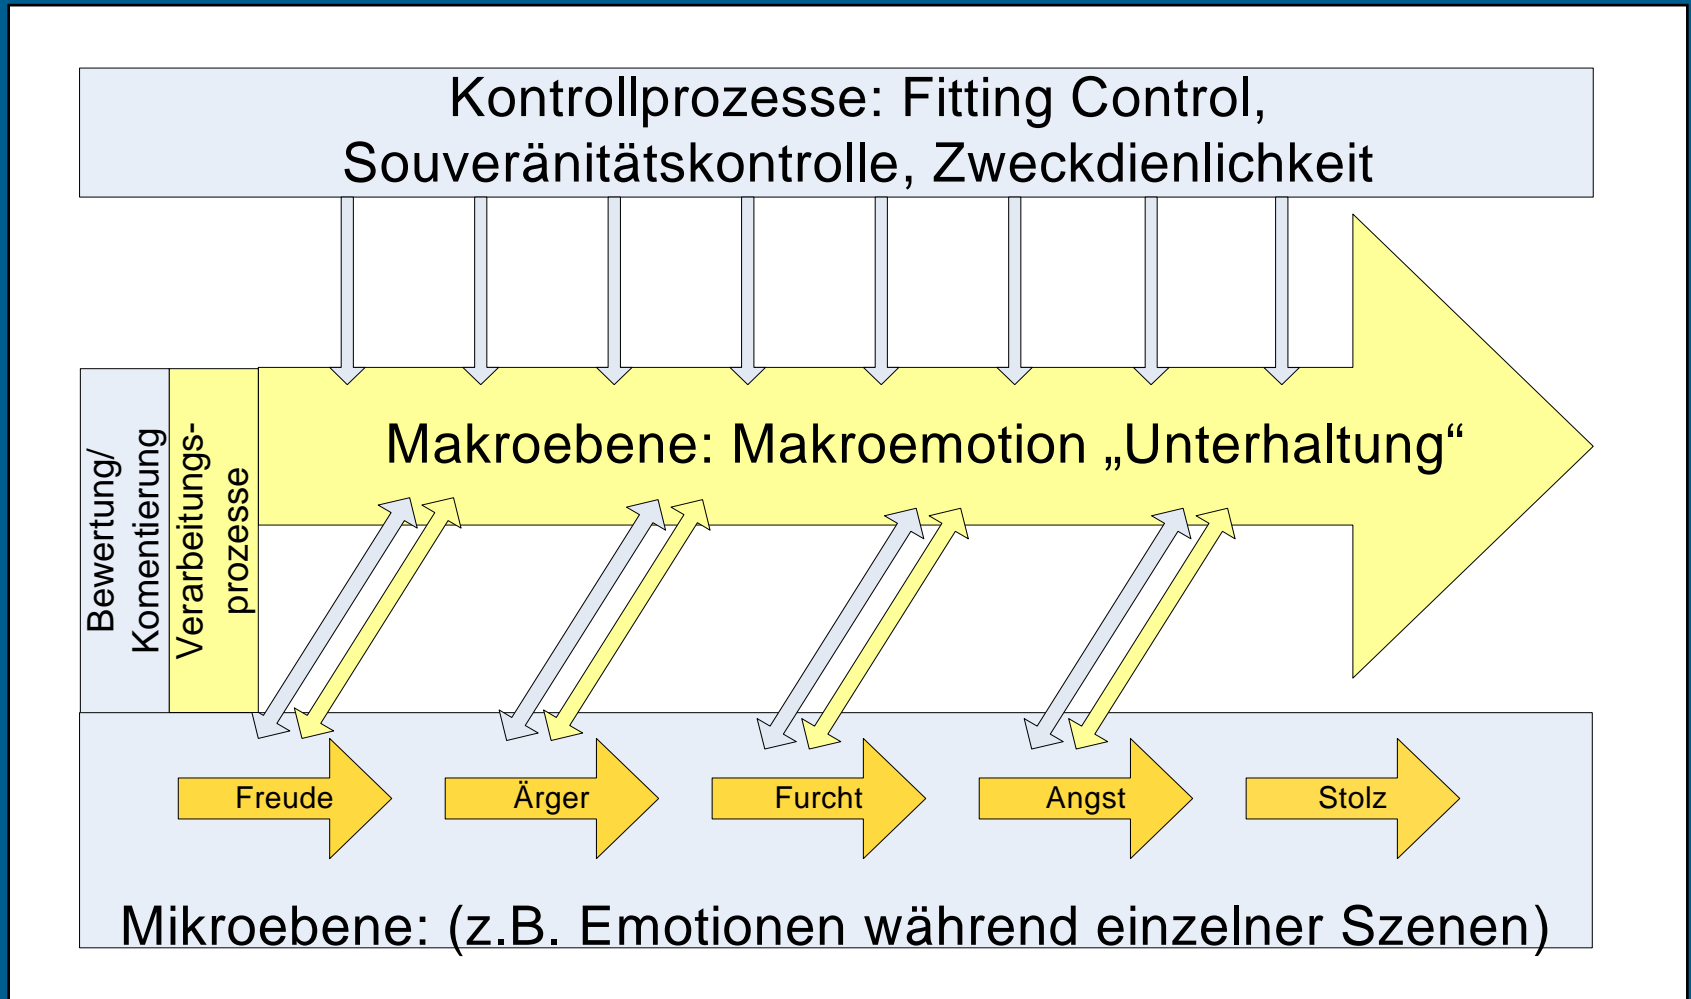 Kontrollprozesse: Fitting Control,
Souveränitätskontrolle, Zweckdienlichkeit
Bewertung/
Komentierung
Verarbeitungs-
prozesse
Makroebene: Makroemotion „Unterhaltung“
Freude
Ärger
Furcht
Angst
Stolz
Mikroebene: (z.B. Emotionen während einzelner Szenen)